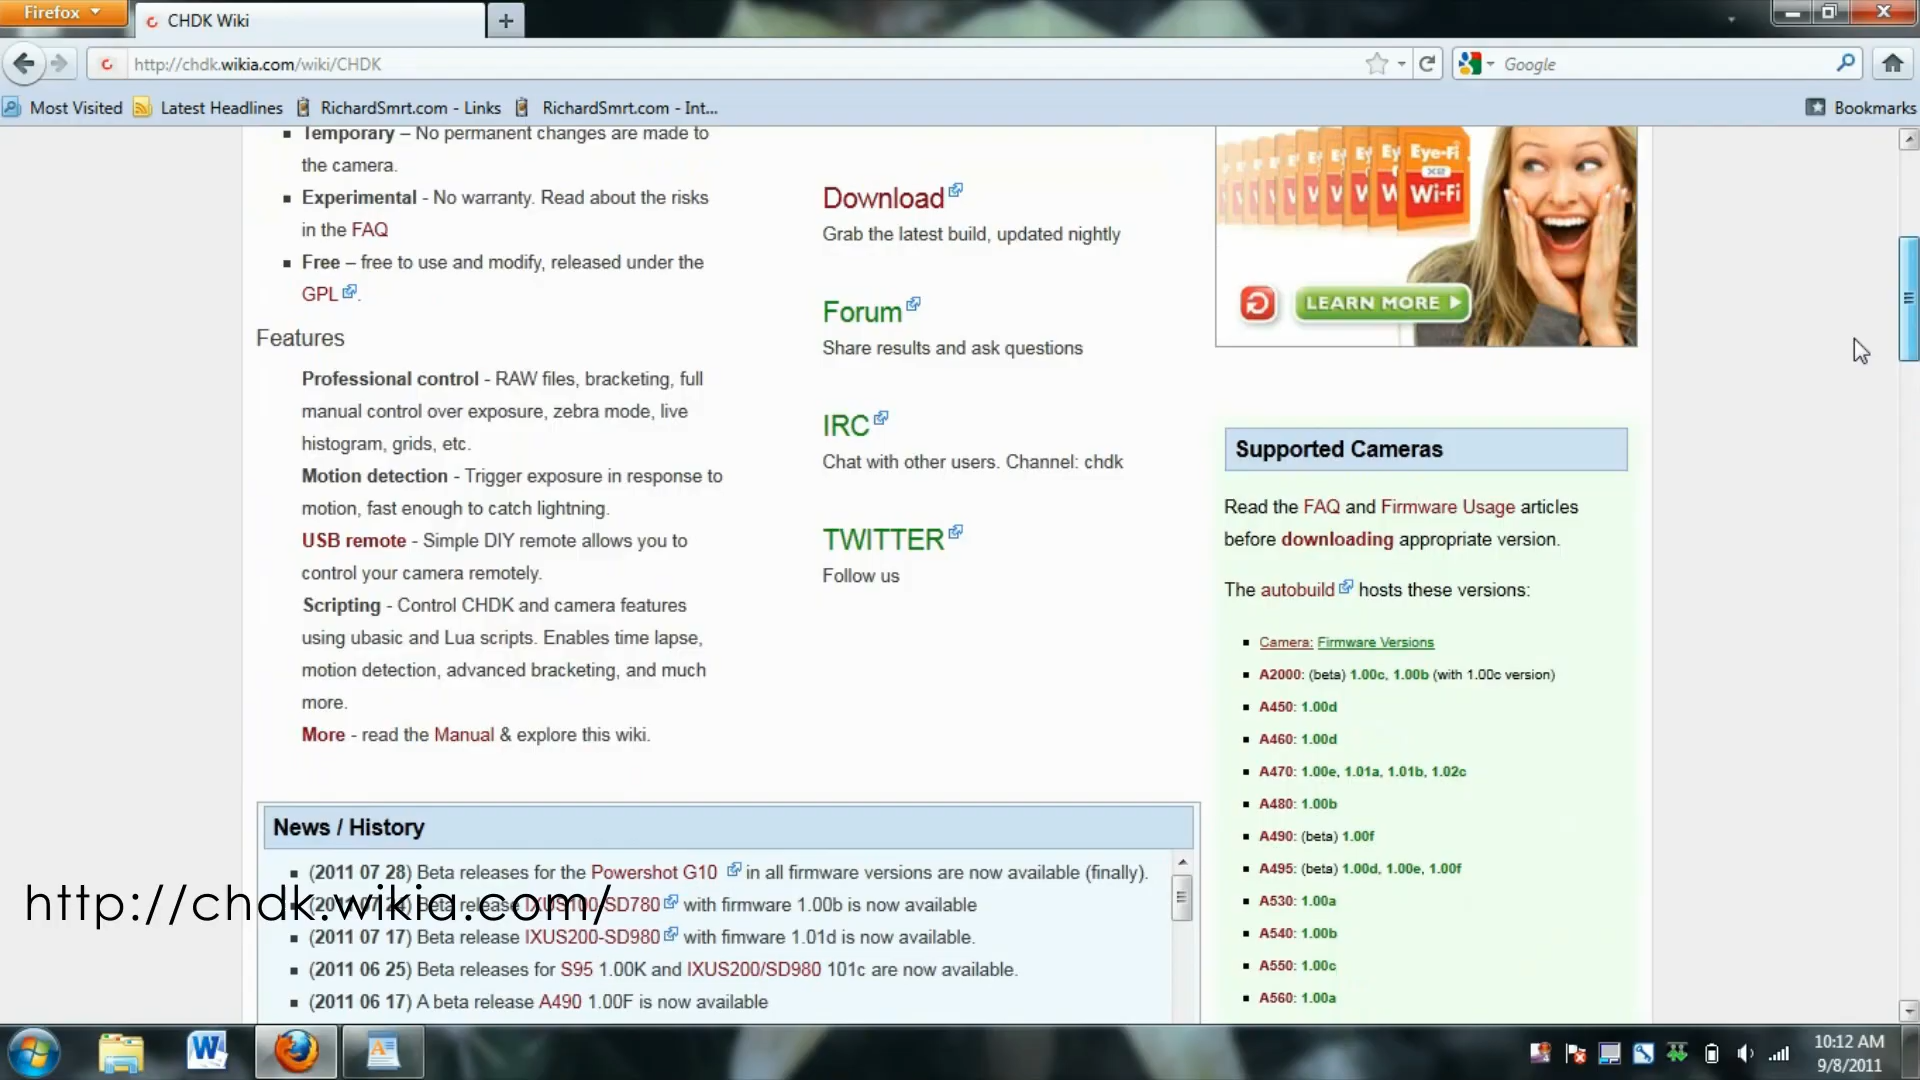 Firefox
CHDK Wiki
http://chdk.wikia.com/wiki/CHDK
Google
Most Visited
Latest Headlines
RichardSmrt.com - Links
RichardSmrt.com - Int...
Bookmarks
Temporary – No permanent changes are made to
the camera.
Experimental - No warranty. Read about the risks
in the FAQ
Free – free to use and modify, released under the
GPL.
Features
Professional control - RAW files, bracketing, full
manual control over exposure, zebra mode, live
histogram, grids, etc.
Motion detection - Trigger exposure in response to
motion, fast enough to catch lightning.
USB remote - Simple DIY remote allows you to
control your camera remotely.
Scripting - Control CHDK and camera features
using ubasic and Lua scripts. Enables time lapse,
motion detection, advanced bracketing, and much
more.
More - read the Manual & explore this wiki.
Download
Grab the latest build, updated nightly
Forum
Share results and ask questions
IRC
Chat with other users. Channel: chdk
TWITTER
Follow us
Eye-Fi
X2
Wi-Fi
LEARN MORE
Supported Cameras
Read the FAQ and Firmware Usage articles
before downloading appropriate version.
The autobuild hosts these versions:
Camera: Firmware Versions
A2000: (beta) 1.00c, 1.00b (with 1.00c version)
A450: 1.00d
A460: 1.00d
A470: 1.00e, 1.01a, 1.01b, 1.02c
A480: 1.00b
A490: (beta) 1.00f
A495: (beta) 1.00d, 1.00e, 1.00f
A530: 1.00a
A540: 1.00b
A550: 1.00c
A560: 1.00a
News / History
(2011 07 28) Beta releases for the Powershot G10 in all firmware versions are now available (finally).
(2011 07 24) Beta release IXUS100-SD780 with firmware 1.00b is now available
(2011 07 17) Beta release IXUS200-SD980 with fimware 1.01d is now available.
(2011 06 25) Beta releases for S95 1.00K and IXUS200/SD980 101c are now available.
(2011 06 17) A beta release A490 1.00F is now available
http://chdk.wikia.com/
10:12 AM
9/8/2011